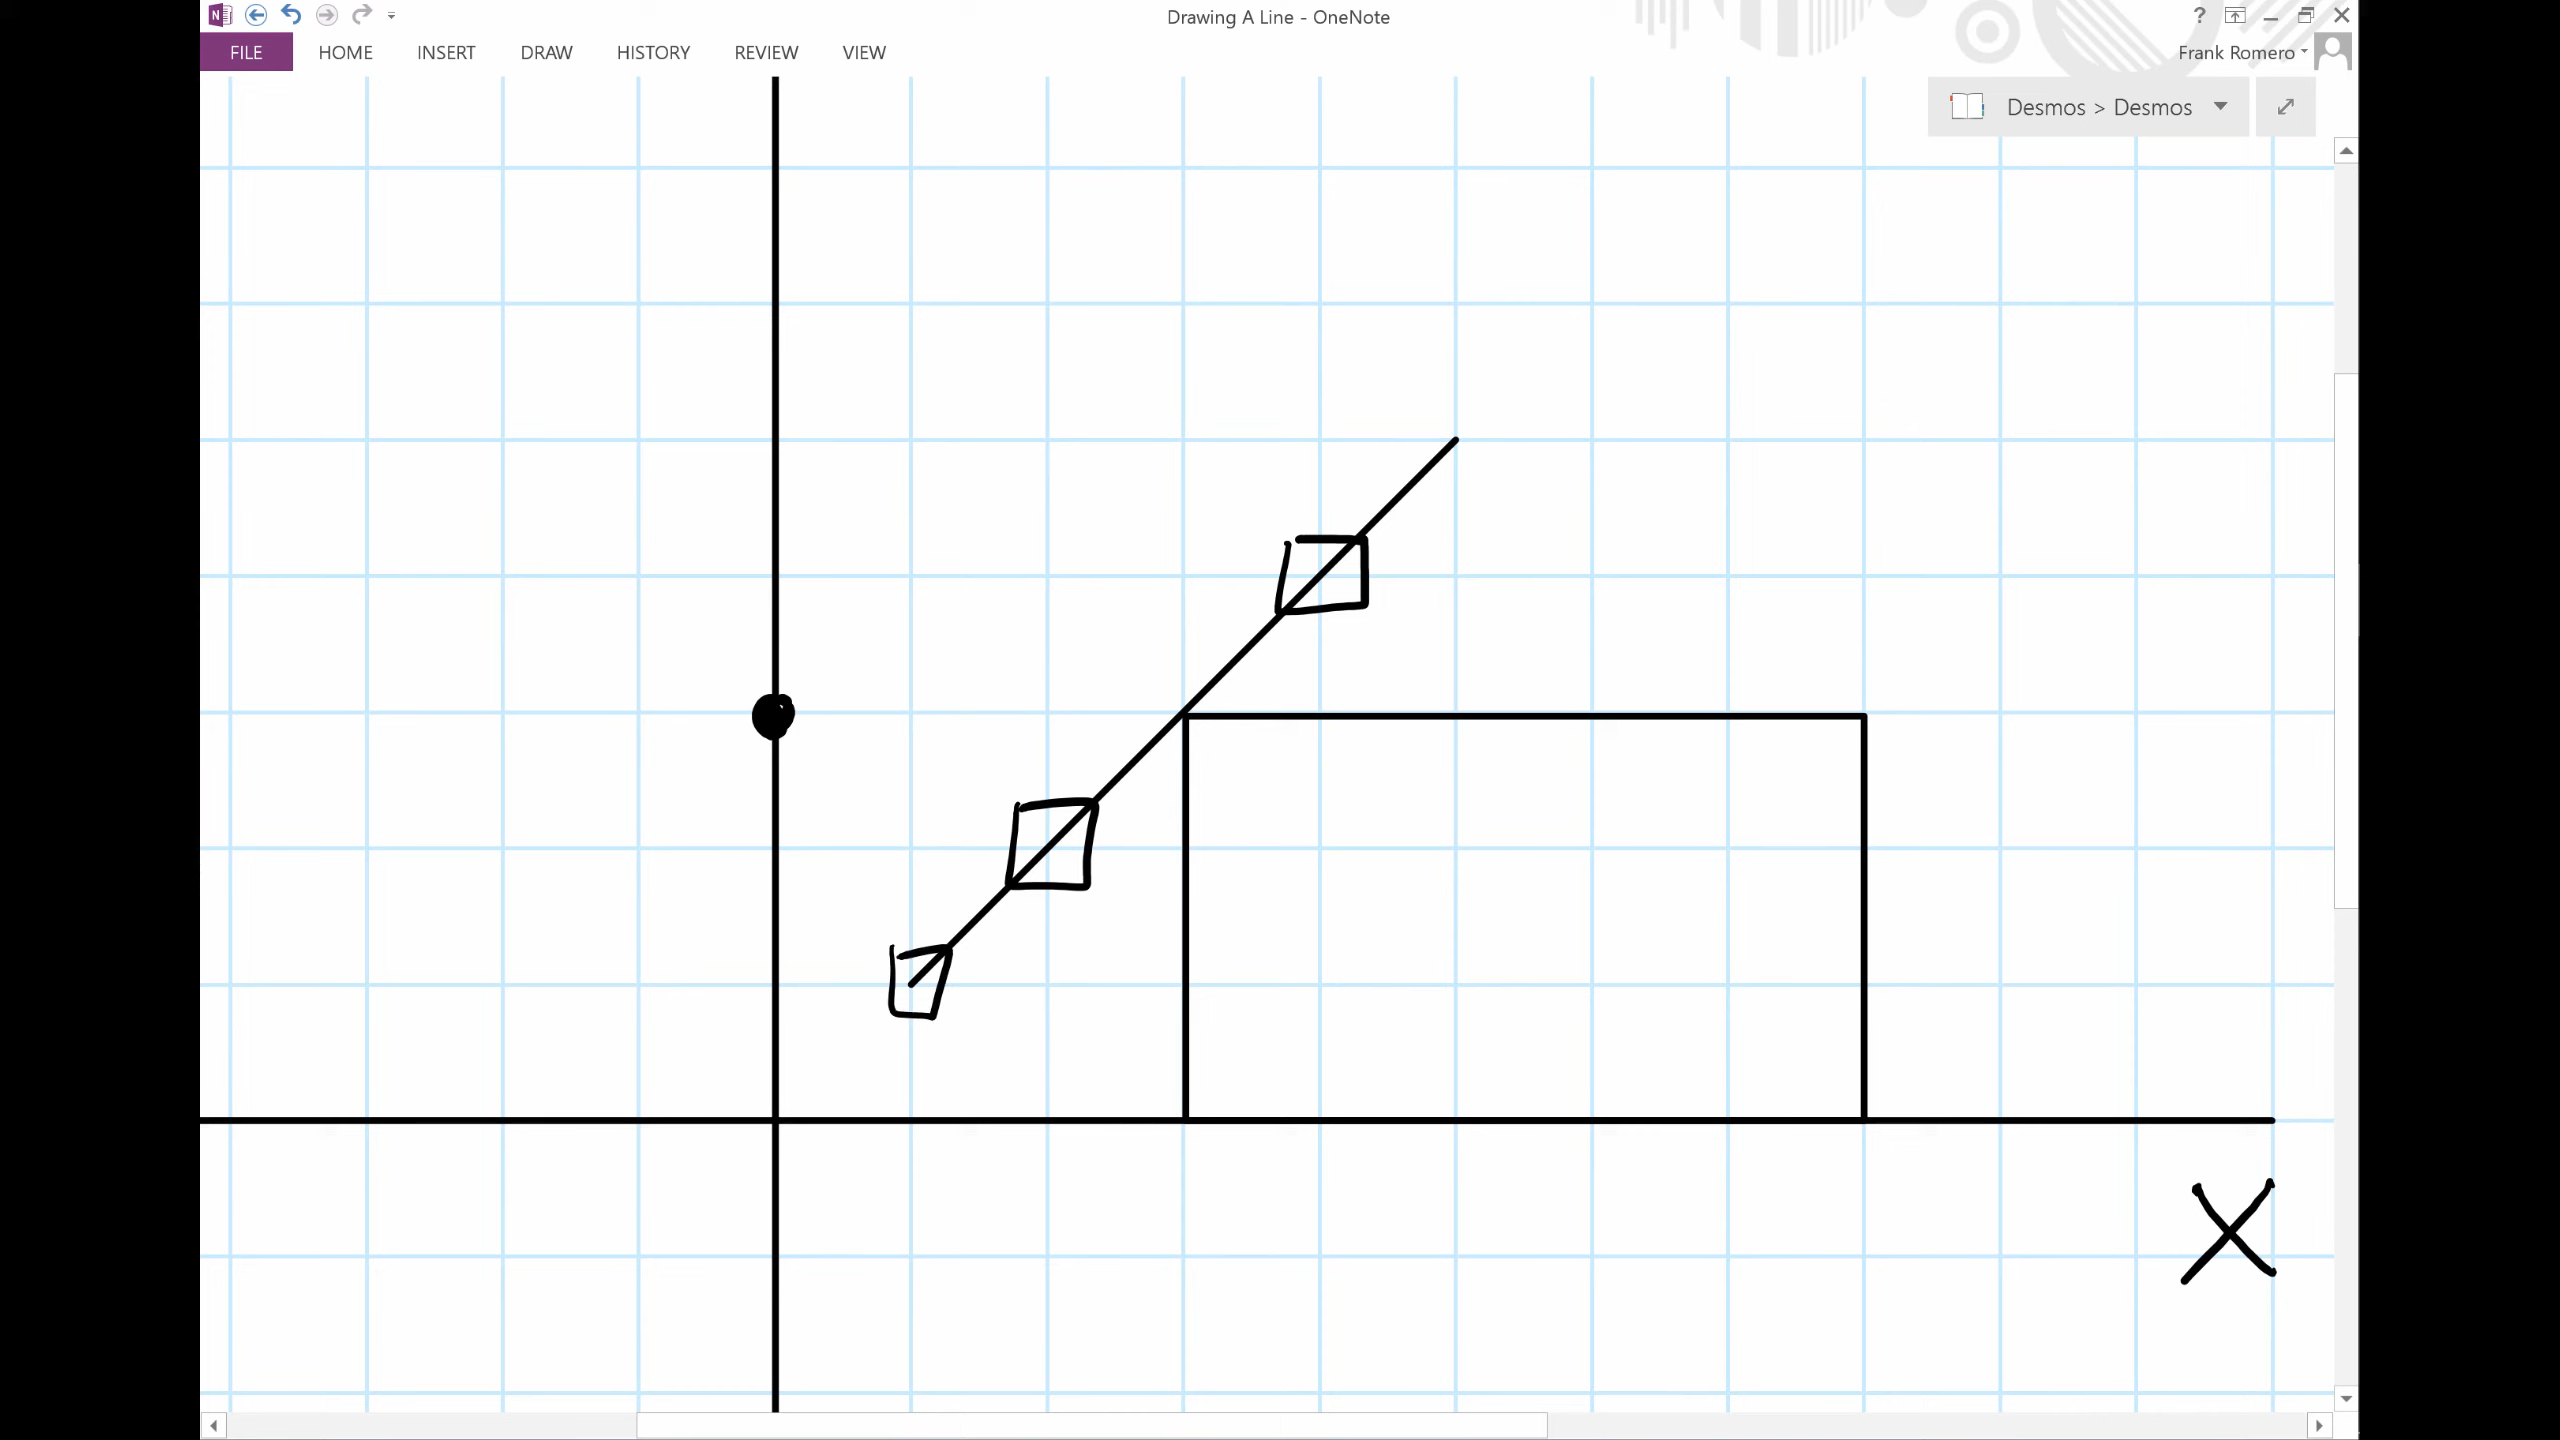 Drawing A Line - OneNote
?
FILE HOME INSERT DRAW HISTORY REVIEW VIEW
Frank Romero
Desmos > Desmos
X